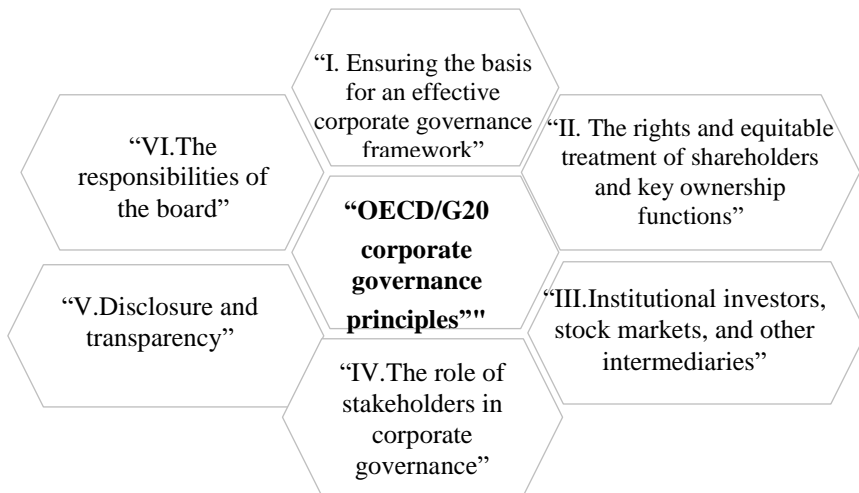 “I. Ensuring the basis
for an effective
corporate governance
framework”
“II. The rights and equitable
treatment of shareholders
and key ownership
functions”
“III.Institutional investors,
stock markets, and other
intermediaries”
“IV.The role of
stakeholders in
corporate
governance”
“V.Disclosure and
transparency”
“VI.The
responsibilities of
the board”
“OECD/G20
corporate
governance
principles”"